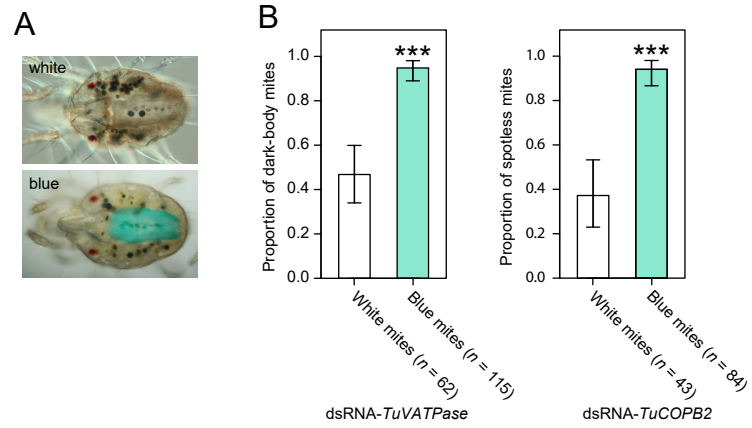 A
white
blue
B
Proportion of dark-body mites
1.0
0.8
0.6
0.4
0.2
0.0
***
White mites (n = 62)
Blue mites (n = 115)
dsRNA-TuVATPase
Proportion of spotless mites
1.0
0.8
0.6
0.4
0.2
0.0
***
White mites (n = 43)
Blue mites (n = 84)
dsRNA-TuCOPB2